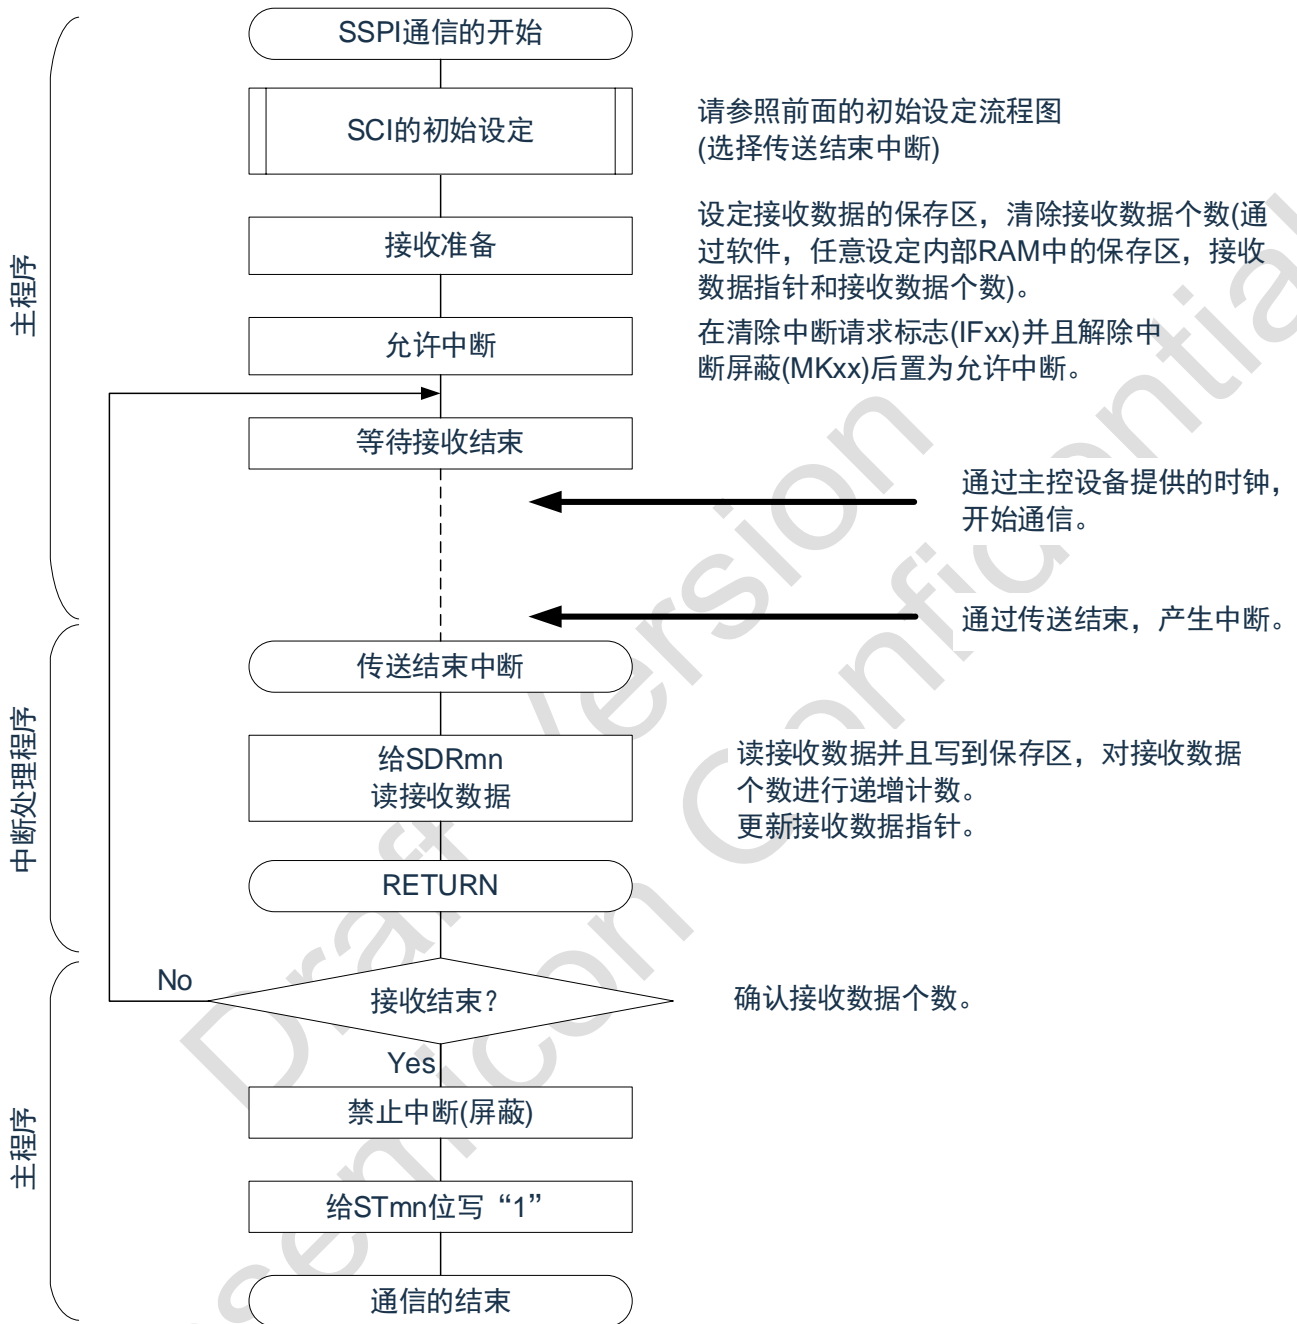 SSPI通信的开始
SCI的初始设定
请参照前面的初始设定流程图
(选择传送结束中断)
接收准备
设定接收数据的保存区，清除接收数据个数(通
过软件，任意设定内部RAM中的保存区，接收
数据指针和接收数据个数)。
主程序
允许中断
在清除中断请求标志(IFxx)并且解除中
断屏蔽(MKxx)后置为允许中断。
等待接收结束
通过主控设备提供的时钟，
开始通信。
通过传送结束，产生中断。
传送结束中断
中断处理程序
给SDRmn
读接收数据
读接收数据并且写到保存区，对接收数据
个数进行递增计数。
更新接收数据指针。
RETURN
No
接收结束?
确认接收数据个数。
Yes
禁止中断(屏蔽)
主程序
给STmn位写“1”
通信的结束
Draft Version
semicon Confidential